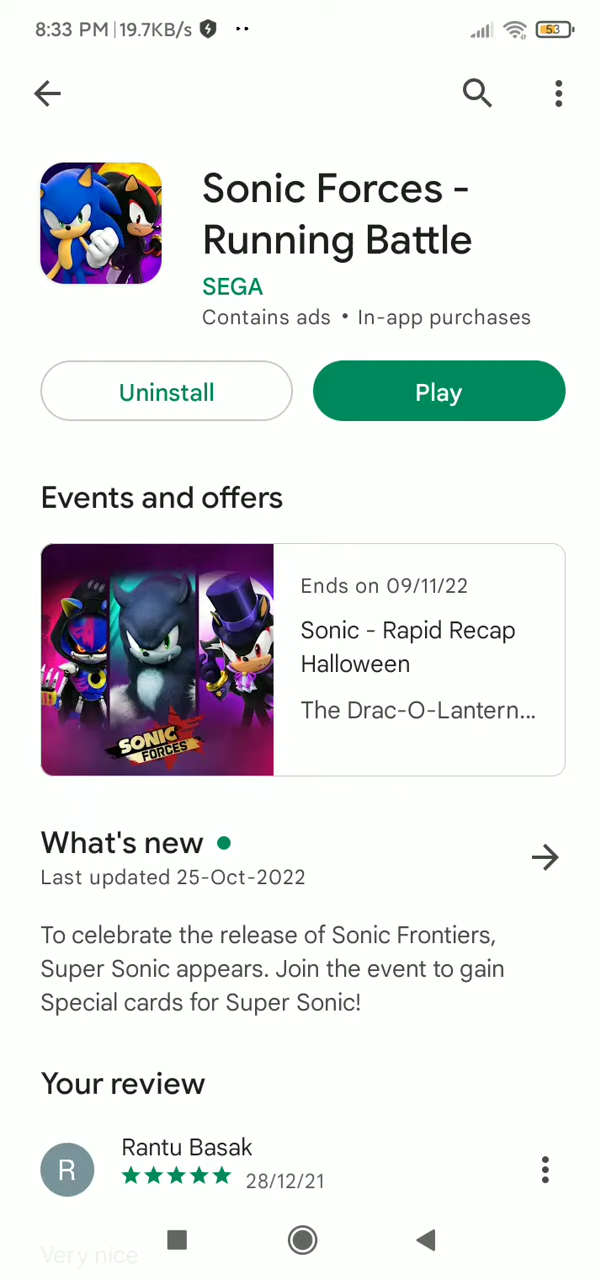 8:33 PM | 19.7KB/s
53
Sonic Forces -
Running Battle
SEGA
Contains ads • In-app purchases
Uninstall
Play
Events and offers
SONIC
FORCES
Ends on 09/11/22
Sonic - Rapid Recap
Halloween
The Drac-O-Lantern...
What's new
Last updated 25-Oct-2022
To celebrate the release of Sonic Frontiers,
Super Sonic appears. Join the event to gain
Special cards for Super Sonic!
Your review
R
Rantu Basak
28/12/21
Very nice